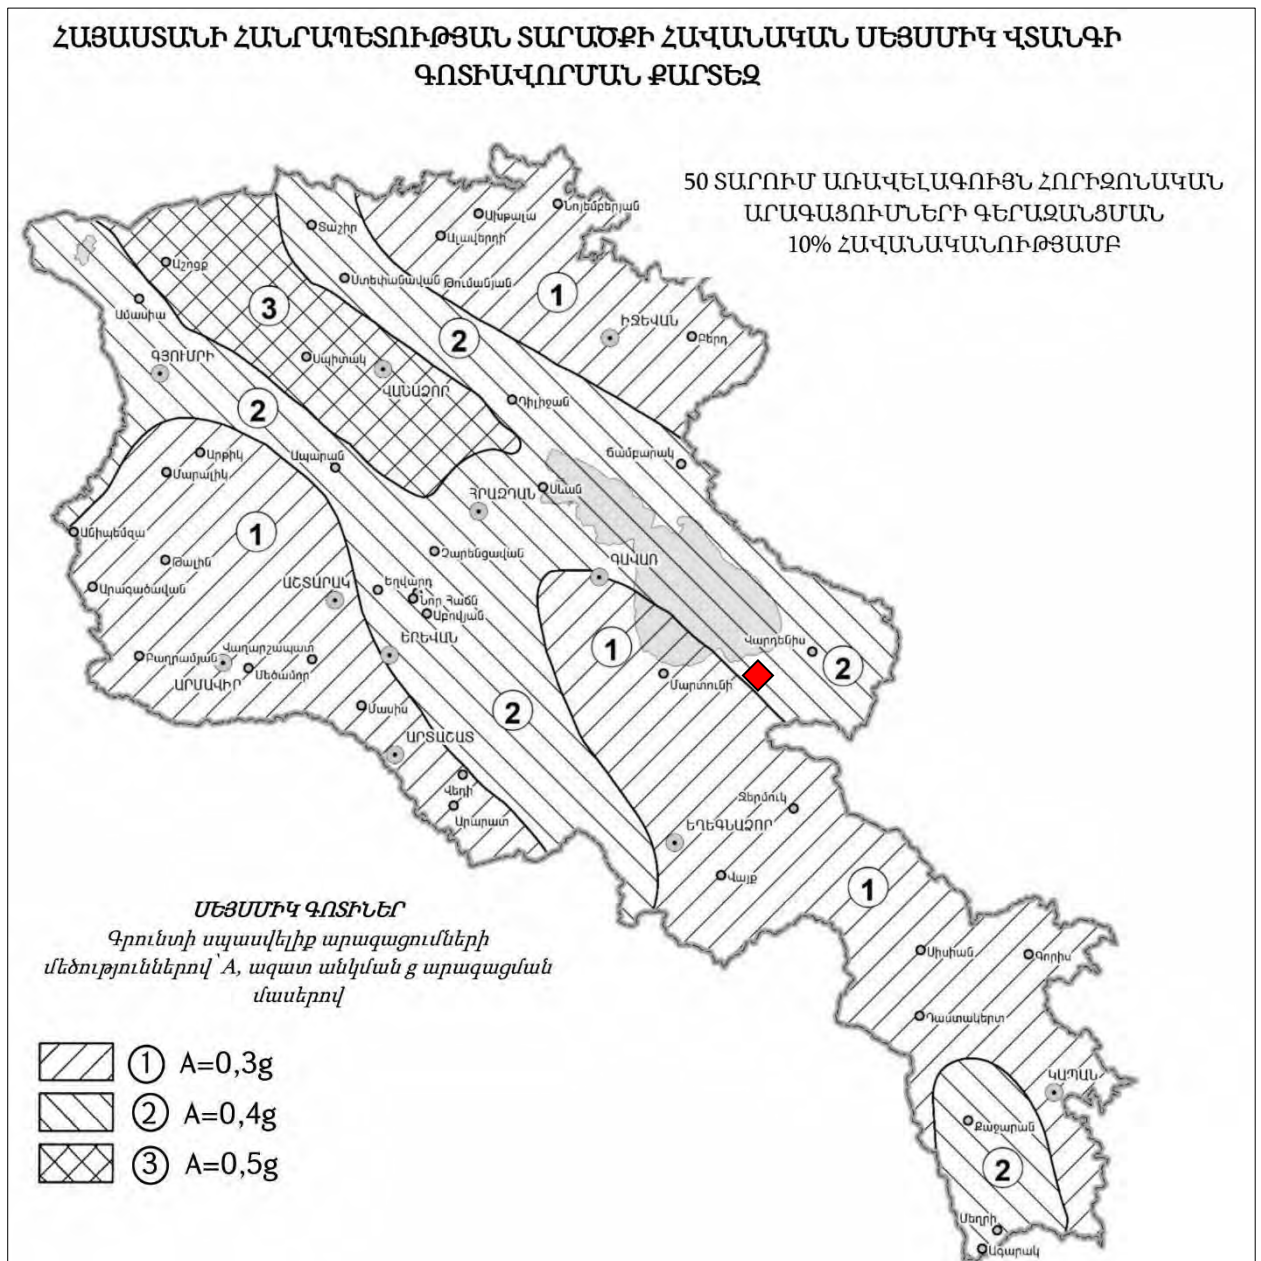 ՀԱՅԱՍՏԱՆԻ ՀԱՆՐԱՊԵՏՈՒԹՅԱՆ ՏԱՐԱԾՔԻ ՀԱՎԱՆԱԿԱՆ ՍԵՅՍՄԻԿ ՎՏԱՆԳԻ
ԳՈՏԻԱՎՈՐՄԱՆ ՔԱՐՏԵԶ
50 ՏԱՐՈՒՄ ԱՌԱՎԵԼԱԳՈՒՅՆ ՀՈՐԻԶՈՆԱԿԱՆ
ԱՐԱԳԱՑՈՒՄՆԵՐԻ ԳԵՐԱԶԱՆՑՄԱՆ
10% ՀԱՎԱՆԱԿԱՆՈՒԹՅԱՄԲ
Նոյեմբերյան
Ախթալա
Տաշիր
Ալավերդի
Աշոցք
Ստեփանավան
Թումանյան
1
Ամասիա
3
ԻՋԵՎԱՆ
Բերդ
2
ԳՅՈՒՄՐԻ
Սպիտակ
ՎԱՆԱՁՈՐ
Դիլիջան
2
Արթիկ
Ապարան
Ճամբարակ
Մարալիկ
Սևան
ՀՐԱԶԴԱՆ
Անիպեմզա
1
Չարենցավան
Թալին
ԳԱՎԱՌ
Արագածավան
ԱՇՏԱՐԱԿ
Եղվարդ
Նոր Հաճն
Աբովյան
ԵՐԵՎԱՆ
Վաղարշապատ
1
Վարդենիս
2
Բաղրամյան
Մեծամոր
ԱՐՄԱՎԻՐ
Մարտունի
Մասիս
2
ԱՐՏԱՇԱՏ
Վեդի
Ջերմուկ
Արարատ
ԵՂԵԳՆԱՁՈՐ
Վայք
1
ՍԵՅՍՄԻԿ ԳՈՏԻՆԵՐ
Գրունտի սպասվելիք արագացումների
մեծություններով՝ A, ազատ անկման g արագացման
մասերով
Սիսիան
Գորիս
Դաստակերտ
1 A=0,3g
ԿԱՊԱՆ
2 A=0,4g
Քաջարան
3 A=0,5g
2
Մեղրի
Ագարակ